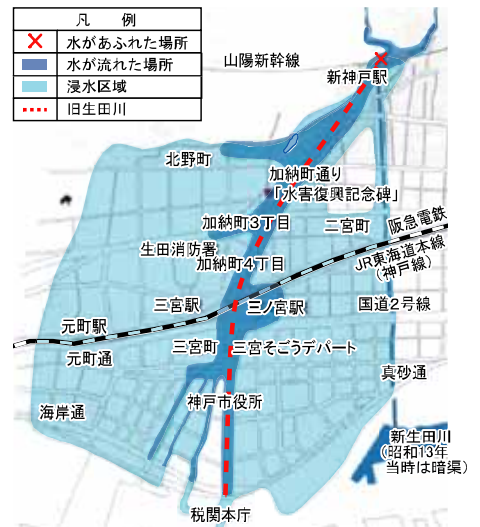 凡 例
水があふれた場所
水が流れた場所
浸水区域
旧生田川
山陽新幹線
新神戸駅
北野町
加納町通り
「水害復興記念碑」
加納町3丁目
二宮町
阪急電鉄
生田消防署
加納町4丁目
JR東海道本線
(神戸線)
三宮駅
三ノ宮駅
国道2号線
元町駅
元町通
三宮町
三宮そごうデパート
真砂通
海岸通
神戸市役所
新生田川
(昭和13年
当時は暗渠)
税関本庁